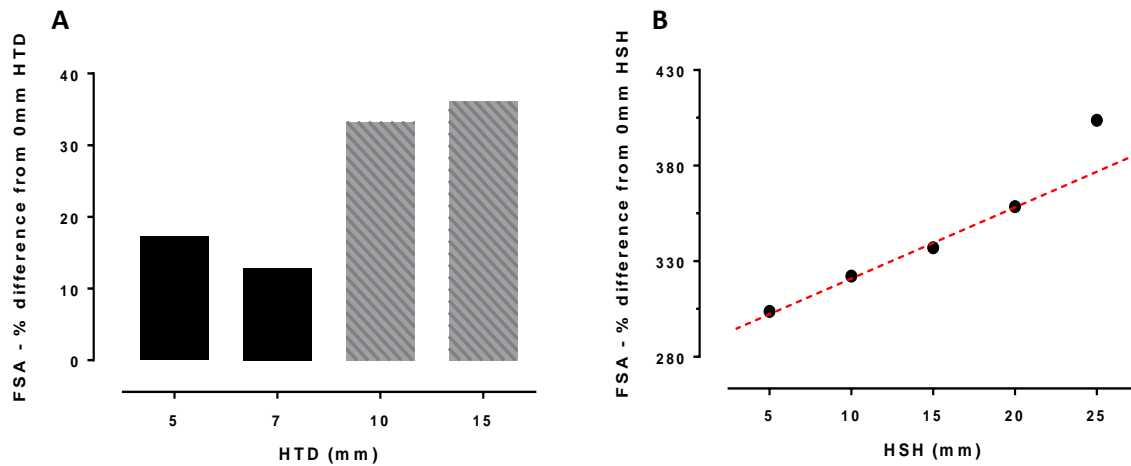 A
FSA - % difference from 0mm HTD
40
30
20
10
0
5 7 10 15
HTD (mm)
B
FSA - % difference from 0mm HSH
430
380
330
280
5 10 15 20 25
HSH (mm)